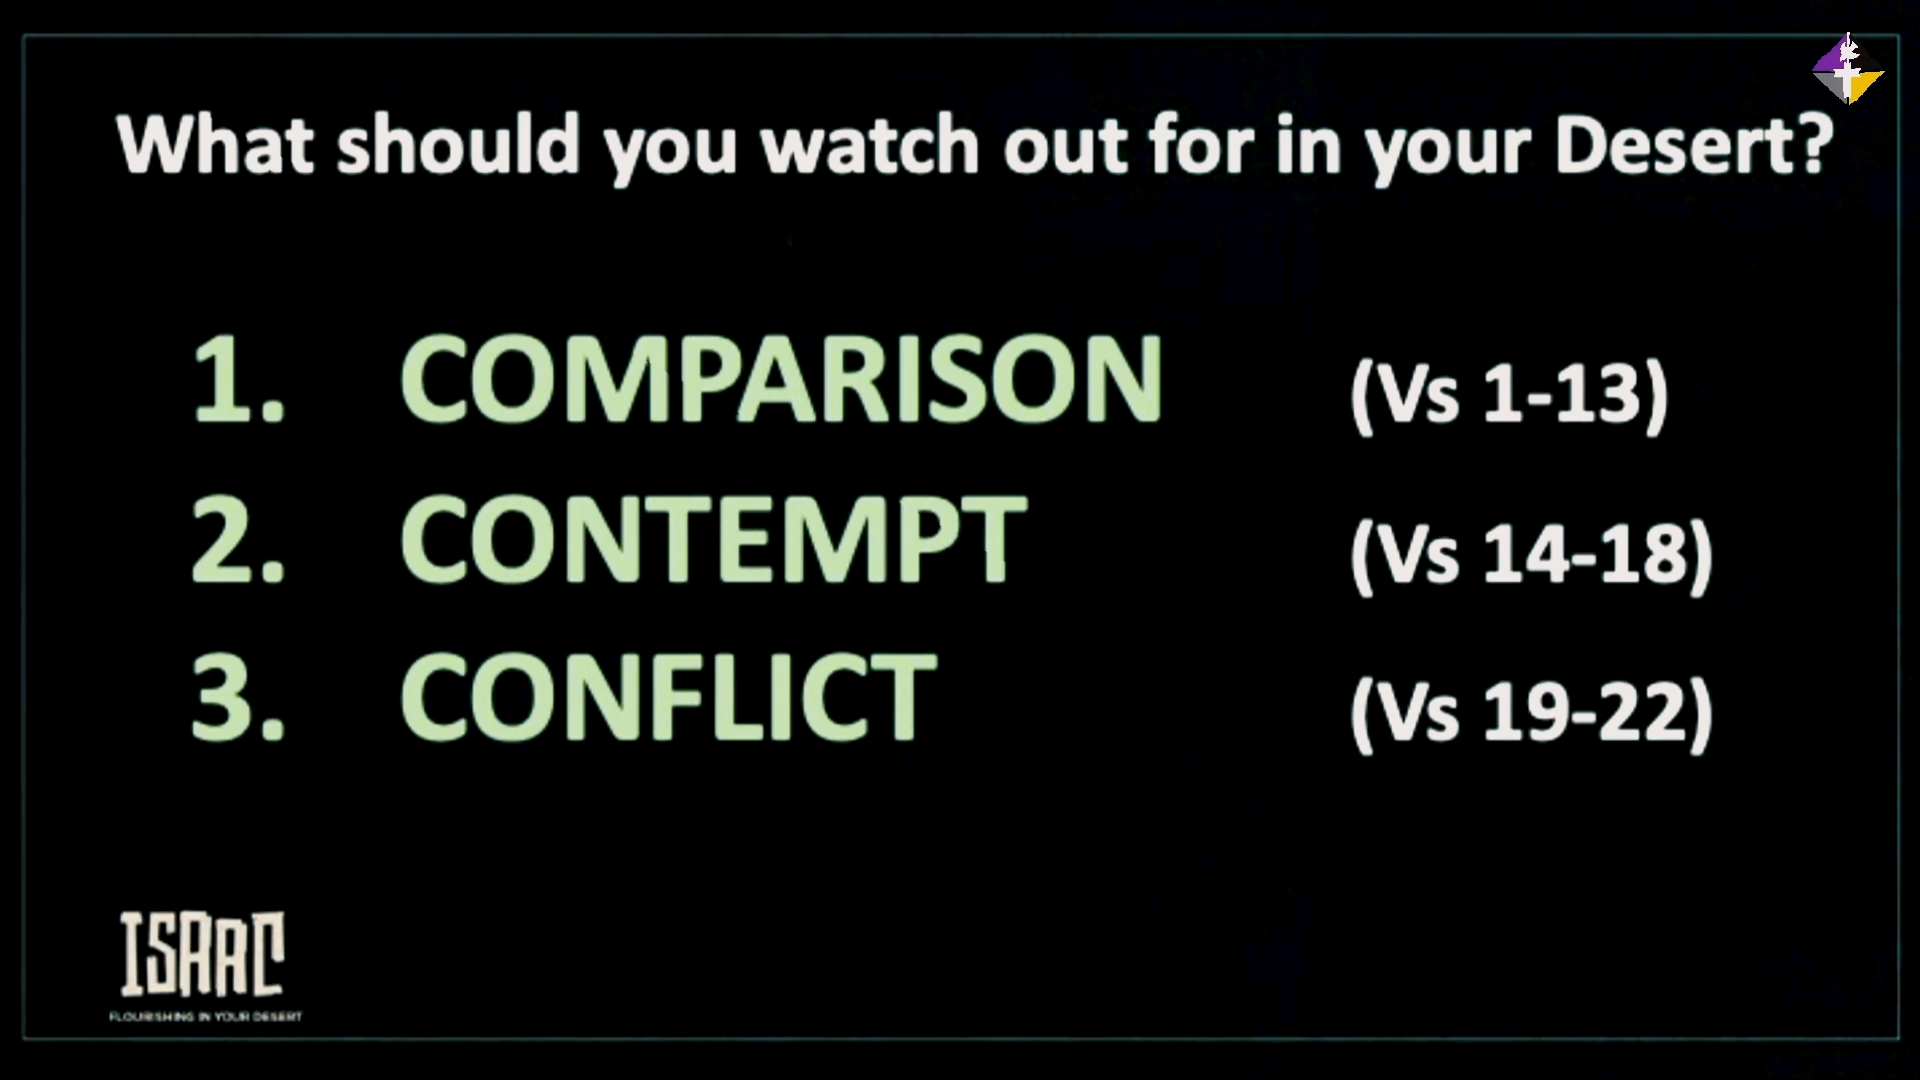 What should you watch out for in your Desert?
1. COMPARISON (Vs 1-13)
2. CONTEMPT (Vs 14-18)
3. CONFLICT (Vs 19-22)
ISAAC
FLOURISHING IN YOUR DESERT